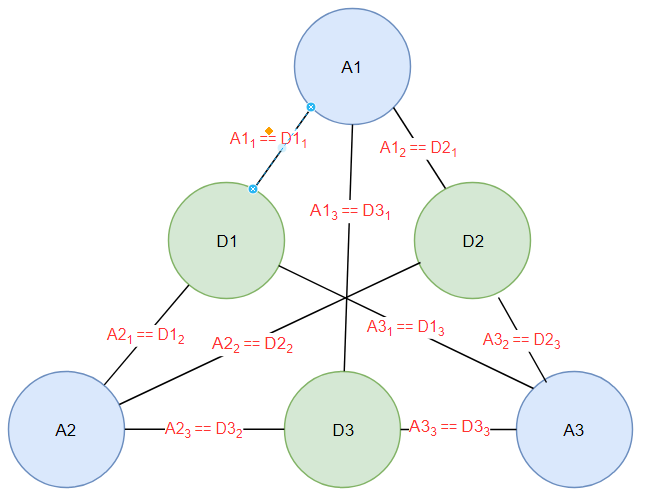 A1
A1₁ == D1₁
A1₂ == D2₁
A1₃ == D3₁
D1
D2
A2₁ == D1₂
A2₂ == D2₂
A3₁ == D1₃
A3₂ == D2₃
A2
A2₃ == D3₂
D3
A3₃ == D3₃
A3